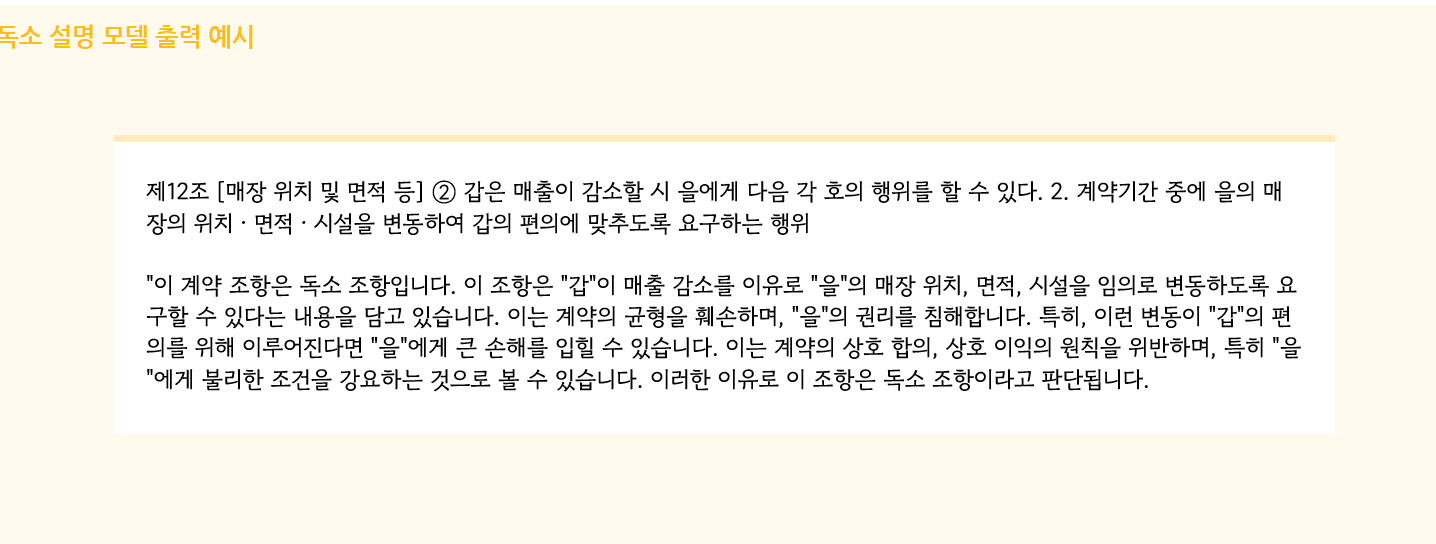 독소 설명 모델 출력 예시
제12조 [매장 위치 및 면적 등] ② 갑은 매출이 감소할 시 을에게 다음 각 호의 행위를 할 수 있다. 2. 계약기간 중에 을의 매
장의 위치 · 면적 · 시설을 변동하여 갑의 편의에 맞추도록 요구하는 행위
"이 계약 조항은 독소 조항입니다. 이 조항은 "갑"이 매출 감소를 이유로 "을"의 매장 위치, 면적, 시설을 임의로 변동하도록 요
구할 수 있다는 내용을 담고 있습니다. 이는 계약의 균형을 훼손하며, "을"의 권리를 침해합니다. 특히, 이런 변동이 "갑"의 편
의를 위해 이루어진다면 "을"에게 큰 손해를 입힐 수 있습니다. 이는 계약의 상호 합의, 상호 이익의 원칙을 위반하며, 특히 "을
"에게 불리한 조건을 강요하는 것으로 볼 수 있습니다. 이러한 이유로 이 조항은 독소 조항이라고 판단됩니다.